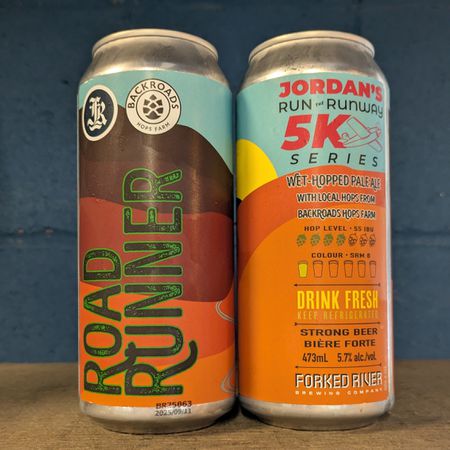 BACKROADS
HOPS FARM
ROAD
RUNNER
BR75063
2025/09/11
JORDAN'S
RUN THE RUNWAY
5K
SERIES
WET-HOPPED PALE ALE
WITH LOCAL HOPS FROM
BACKROADS HOPS FARM
HOP LEVEL · 55 IBU
COLOUR · SRM 8
DRINK FRESH
KEEP REFRIGERATED
STRONG BEER
BIÈRE FORTE
473mL 5.7% alc./vol.
FORKED RIVER
BREWING COMPANY